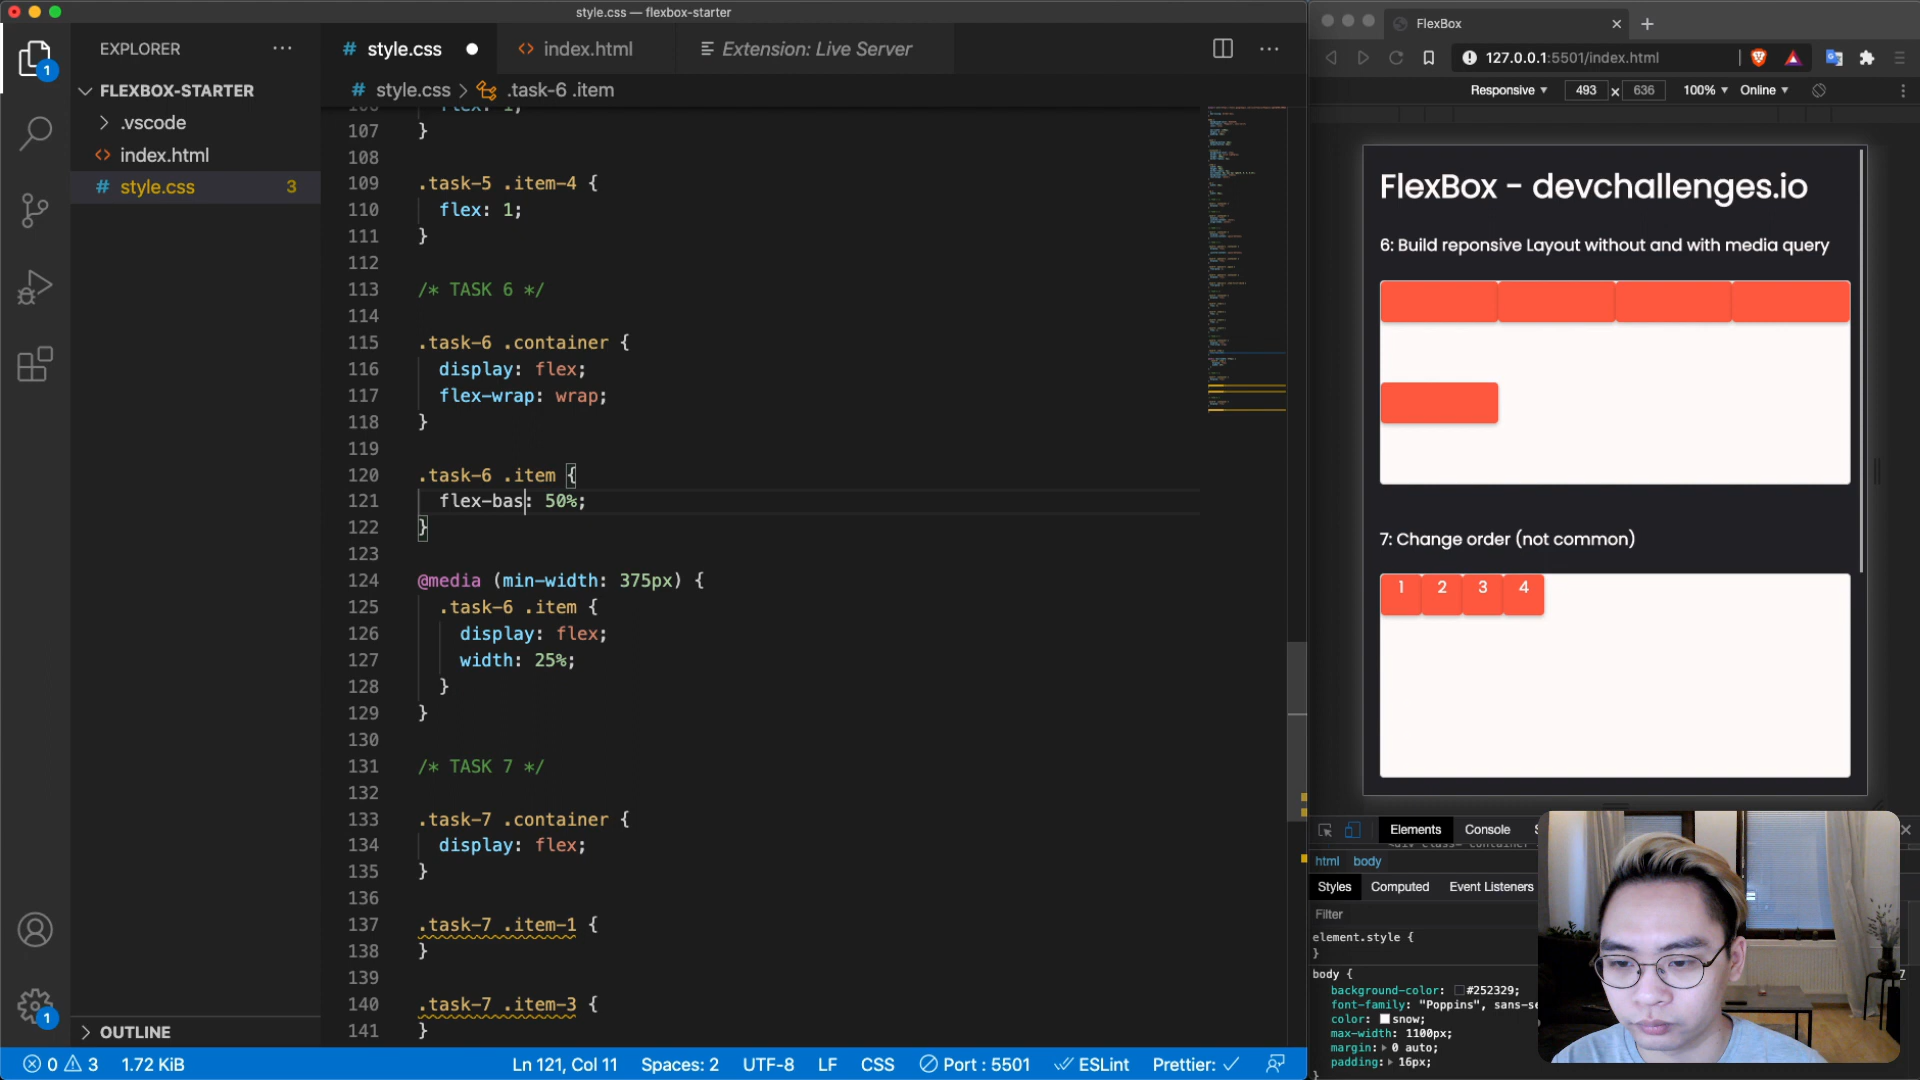 style.css — flexbox-starter
EXPLORER
FLEXBOX-STARTER
.vscode
index.html
style.css 3
OUTLINE
1
1
# style.css
<> index.html
Extension: Live Server
# style.css > .task-6 .item
107 }
108
109 .task-5 .item-4 {
110 flex: 1;
111 }
112
113 /* TASK 6 */
114
115 .task-6 .container {
116 display: flex;
117 flex-wrap: wrap;
118 }
119
120 .task-6 .item {
121 flex-bas: 50%;
122 }
123
124 @media (min-width: 375px) {
125 .task-6 .item {
126 display: flex;
127 width: 25%;
128 }
129 }
130
131 /* TASK 7 */
132
133 .task-7 .container {
134 display: flex;
135 }
136
137 .task-7 .item-1 {
138 }
139
140 .task-7 .item-3 {
141 }
0 3 1.72 KiB Ln 121, Col 11 Spaces: 2 UTF-8 LF CSS Port : 5501 ESLint Prettier: ✓
FlexBox
127.0.0.1:5501/index.html
Responsive 493 x 636 100% Online
FlexBox - devchallenges.io
6: Build reponsive Layout without and with media query
7: Change order (not common)
1 2 3 4
Elements Console
html body
Styles Computed Event Listeners
Filter
element.style {
}
body {
background-color: #252329;
font-family: "Poppins", sans-se
color: snow;
max-width: 1100px;
margin: 0 auto;
padding: 16px;
}